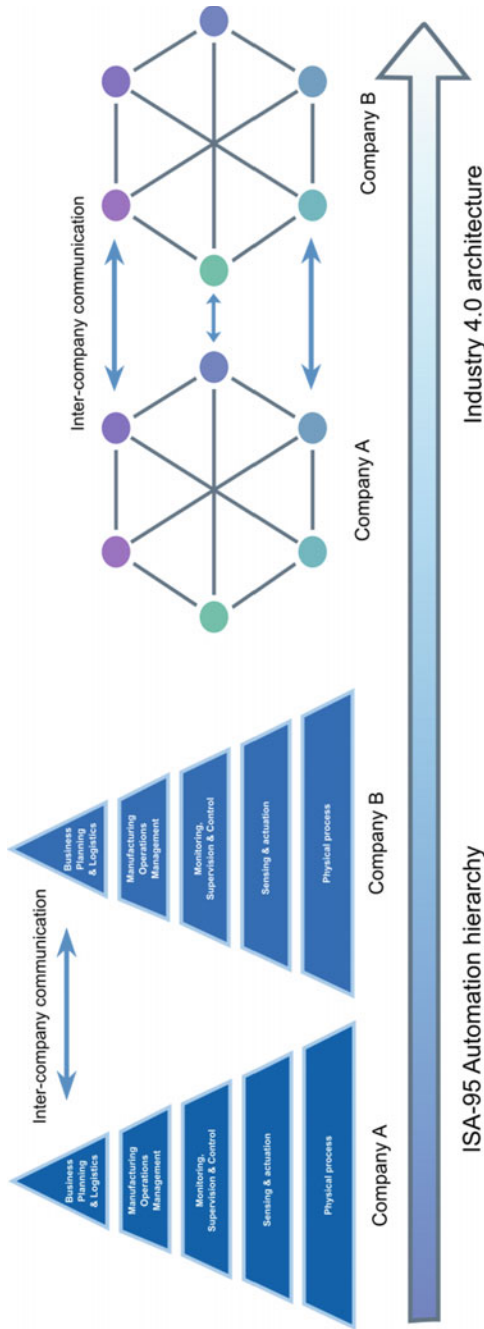 Inter-company communication
Business
Planning
& Logistics
Manufacturing
Operations
Management
Monitoring,
Supervision & Control
Sensing & actuation
Physical process
Company A
Business
Planning
& Logistics
Manufacturing
Operations
Management
Monitoring,
Supervision & Control
Sensing & actuation
Physical process
Company B
Inter-company communication
Company A
Company B
ISA-95 Automation hierarchy
Industry 4.0 architecture